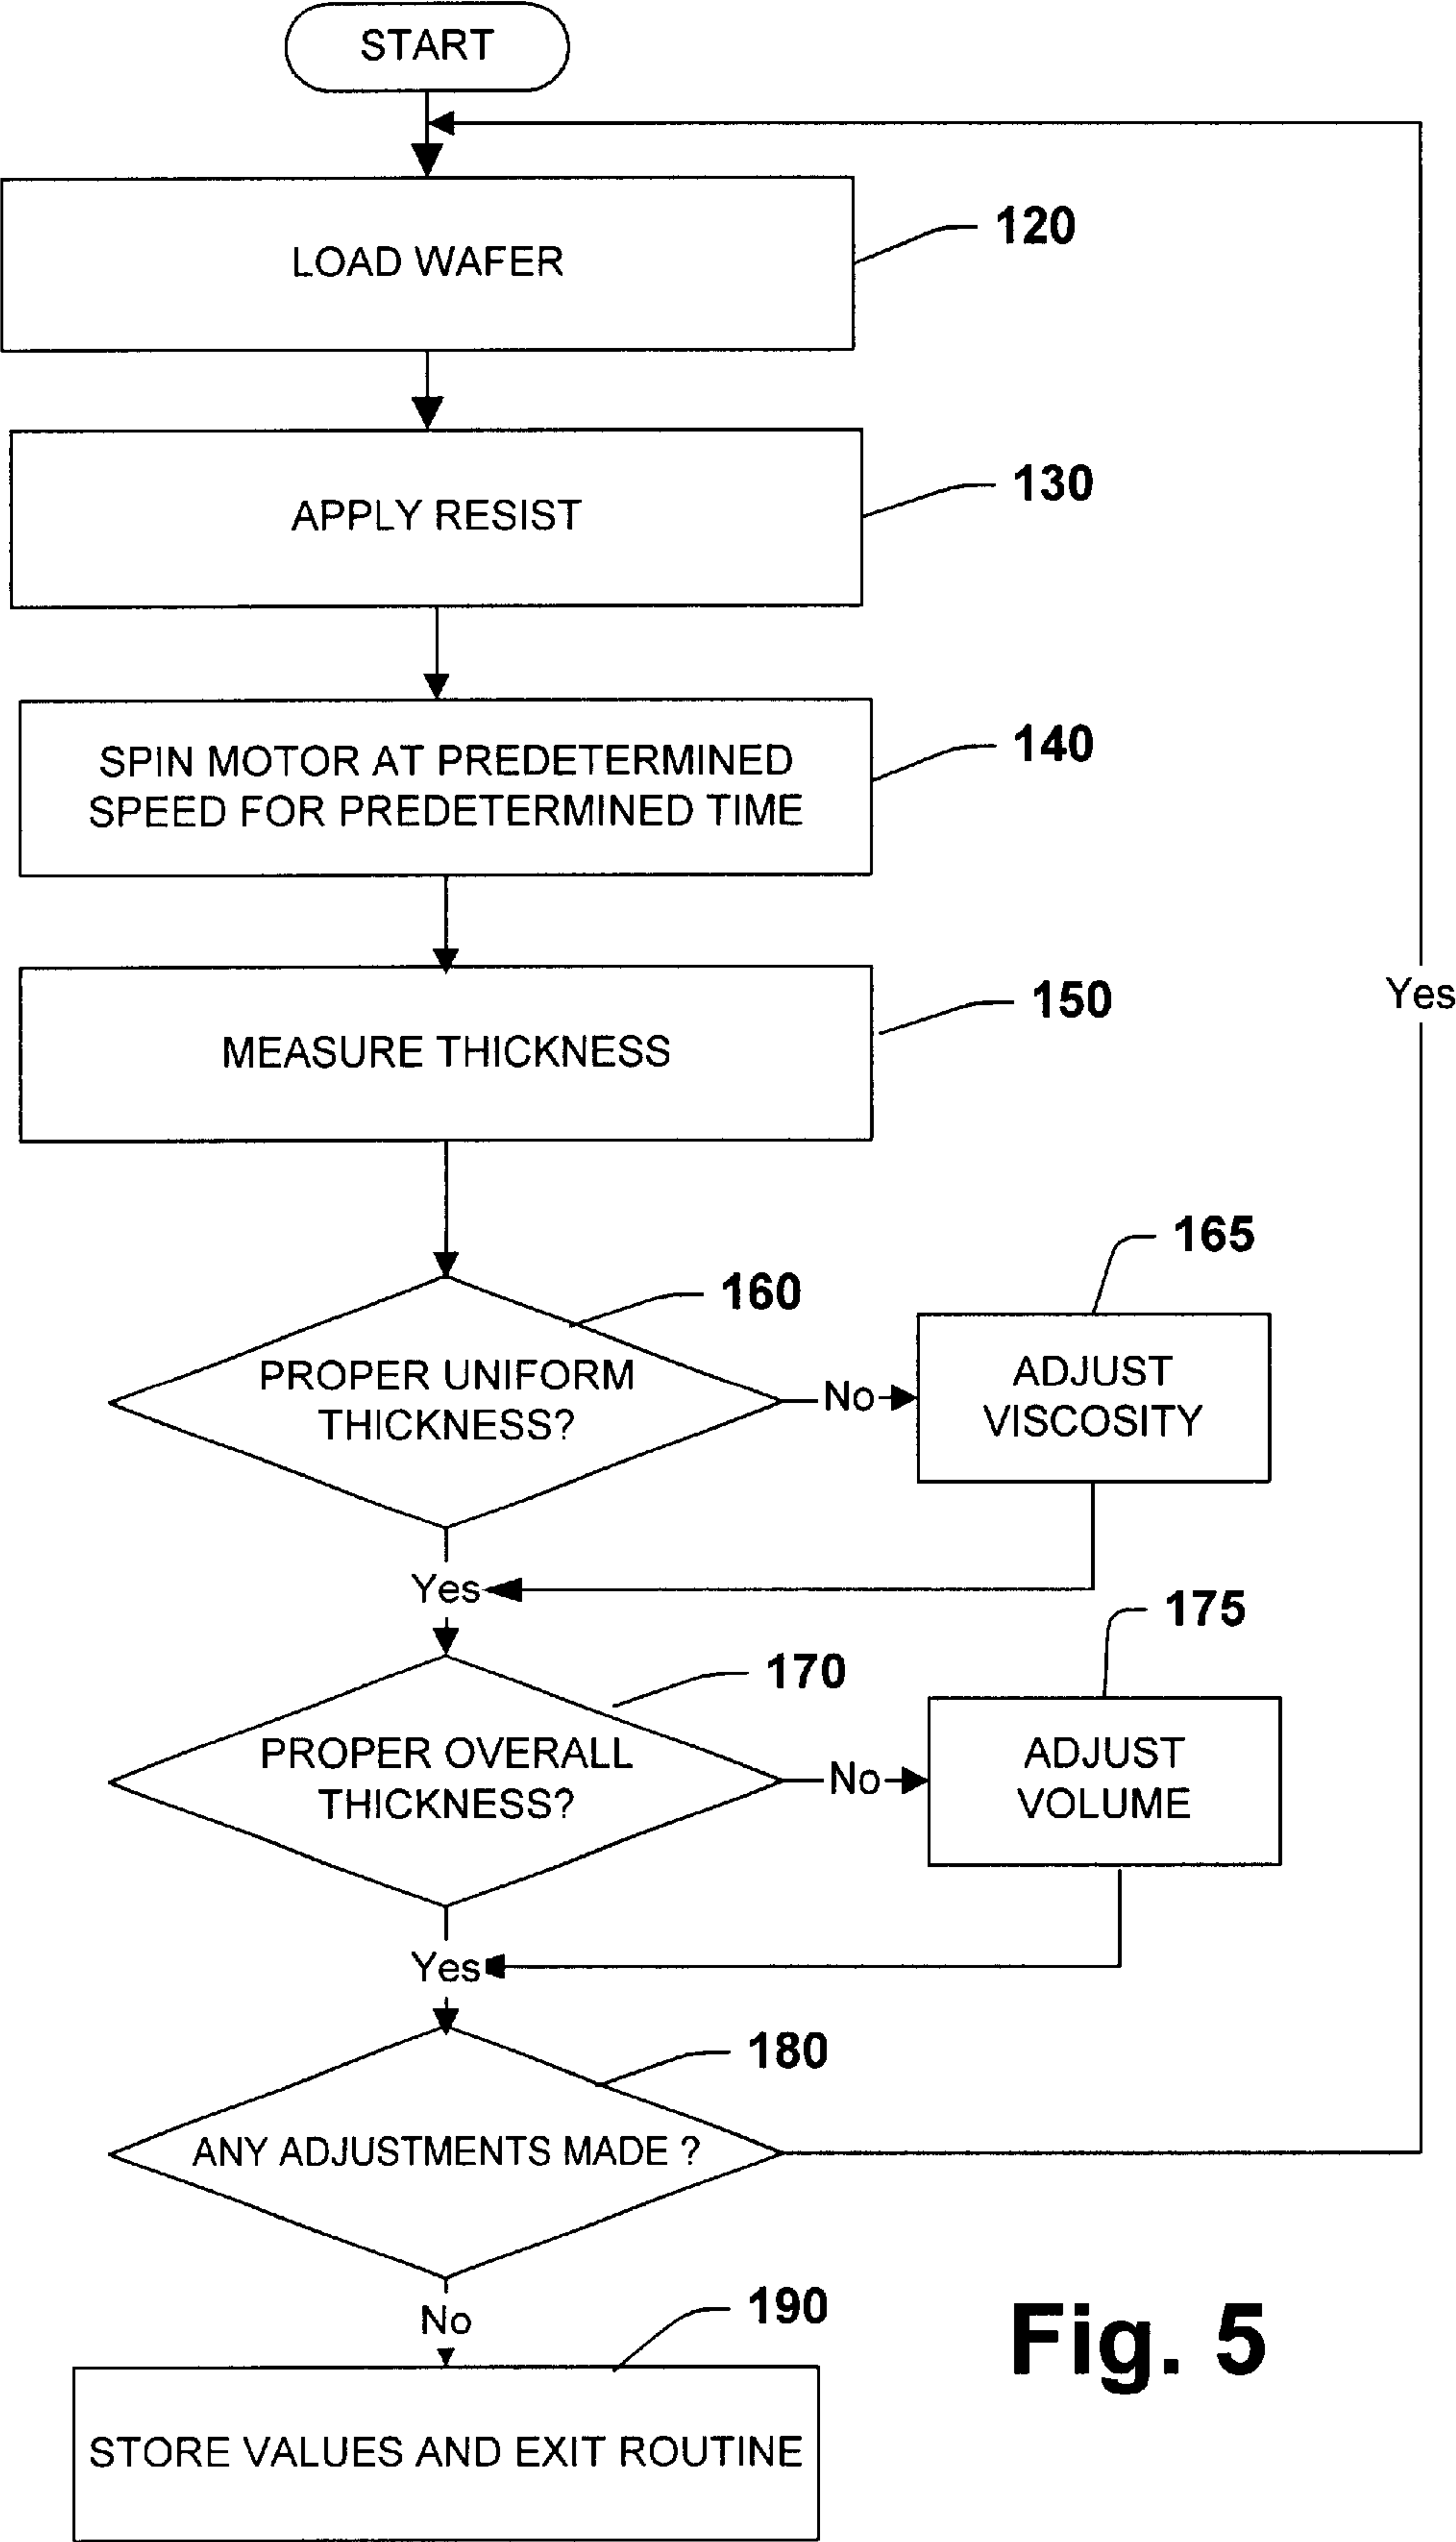 START
LOAD WAFER
120
APPLY RESIST
130
SPIN MOTOR AT PREDETERMINED
SPEED FOR PREDETERMINED TIME
140
MEASURE THICKNESS
150
Yes
PROPER UNIFORM
THICKNESS?
160
No
ADJUST
VISCOSITY
165
Yes
PROPER OVERALL
THICKNESS?
170
No
ADJUST
VOLUME
175
Yes
ANY ADJUSTMENTS MADE ?
180
No
STORE VALUES AND EXIT ROUTINE
190
Fig. 5